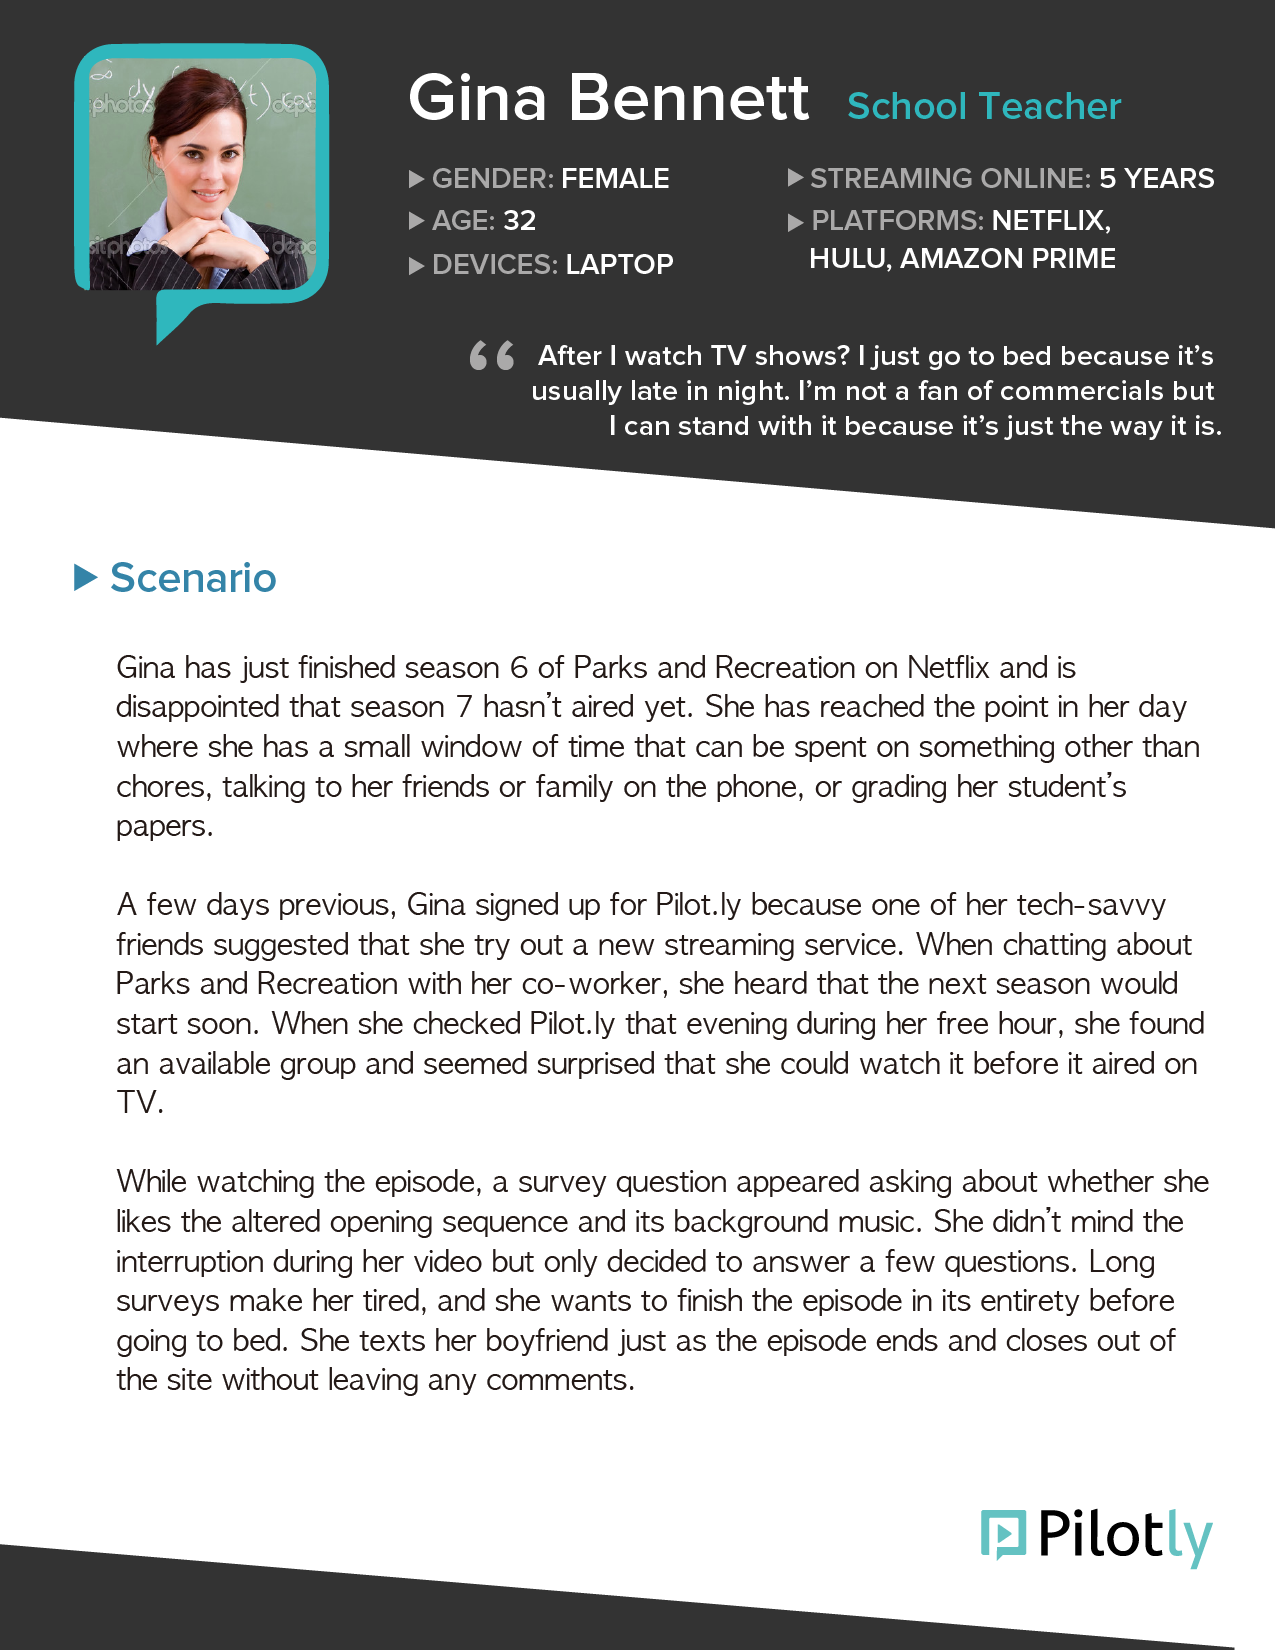 dy (t) cos
photos depo
sitphotos depo
Gina Bennett School Teacher
GENDER: FEMALE
AGE: 32
DEVICES: LAPTOP
STREAMING ONLINE: 5 YEARS
PLATFORMS: NETFLIX,
HULU, AMAZON PRIME
“ After I watch TV shows? I just go to bed because it’s
usually late in night. I’m not a fan of commercials but
I can stand with it because it’s just the way it is.
Scenario
Gina has just finished season 6 of Parks and Recreation on Netflix and is
disappointed that season 7 hasn’t aired yet. She has reached the point in her day
where she has a small window of time that can be spent on something other than
chores, talking to her friends or family on the phone, or grading her student’s
papers.
A few days previous, Gina signed up for Pilot.ly because one of her tech-savvy
friends suggested that she try out a new streaming service. When chatting about
Parks and Recreation with her co-worker, she heard that the next season would
start soon. When she checked Pilot.ly that evening during her free hour, she found
an available group and seemed surprised that she could watch it before it aired on
TV.
While watching the episode, a survey question appeared asking about whether she
likes the altered opening sequence and its background music. She didn’t mind the
interruption during her video but only decided to answer a few questions. Long
surveys make her tired, and she wants to finish the episode in its entirety before
going to bed. She texts her boyfriend just as the episode ends and closes out of
the site without leaving any comments.
Pilotly